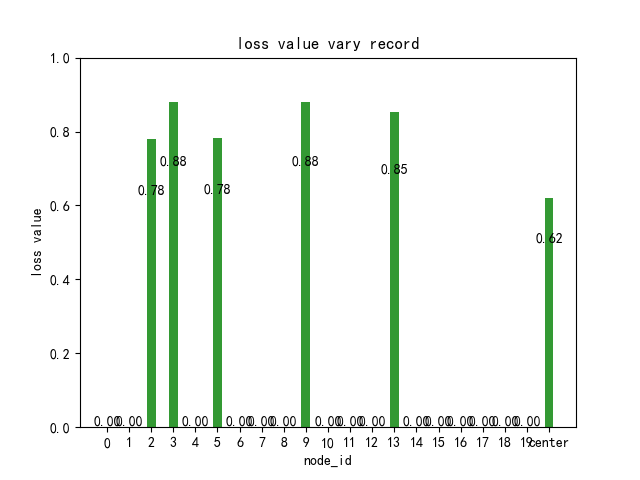 loss value vary record
1.0
0.8
0.6
0.4
0.2
0.0
loss value
0.00 0.00 0.78 0.88 0.00 0.78 0.00 0.00 0.00 0.88 0.00 0.00 0.00 0.85 0.00 0.00 0.00 0.00 0.00 0.00 0.62
0 1 2 3 4 5 6 7 8 9 10 11 12 13 14 15 16 17 18 19 center
node_id